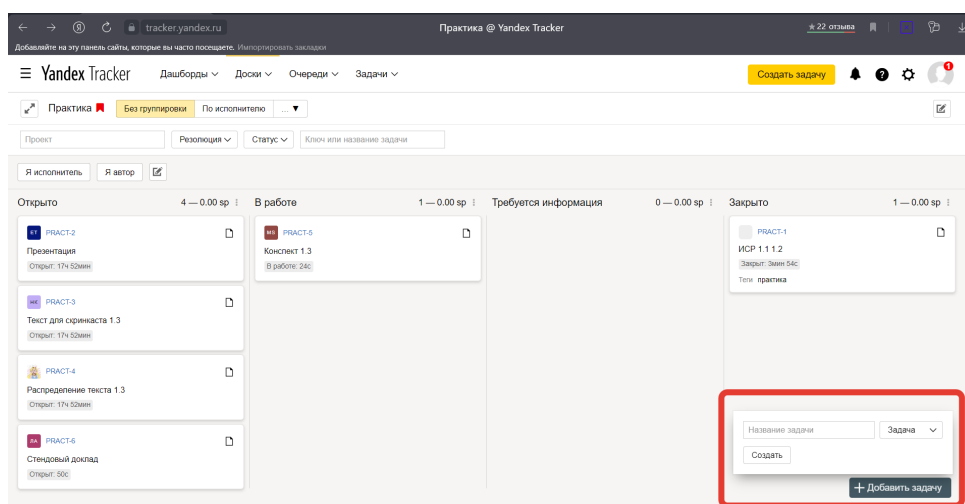 tracker.yandex.ru
Практика @ Yandex Tracker
★ 22 отзыва
Добавляйте на эту панель сайты, которые вы часто посещаете. Импортировать закладки
Yandex Tracker
Дашборды
Доски
Очереди
Задачи
Создать задачу
1
Практика
Без группировки
По исполнителю
... ▼
Проект
Резолюция
Статус
Ключ или название задачи
Я исполнитель
Я автор
Открыто
4 — 0.00 sp
В работе
1 — 0.00 sp
Требуется информация
0 — 0.00 sp
Закрыто
1 — 0.00 sp
ET PRACT-2
Презентация
Открыт: 17ч 52мин
PRACT-3
Текст для скринкаста 1.3
Открыт: 17ч 52мин
PRACT-4
Распределение текста 1.3
Открыт: 17ч 52мин
ЛА PRACT-6
Стендовый доклад
Открыт: 50с
MS PRACT-5
Конспект 1.3
В работе: 24с
PRACT-1
ИСР 1.1 1.2
Закрыт: 3мин 54с
Теги практика
Название задачи
Задача
Создать
+ Добавить задачу